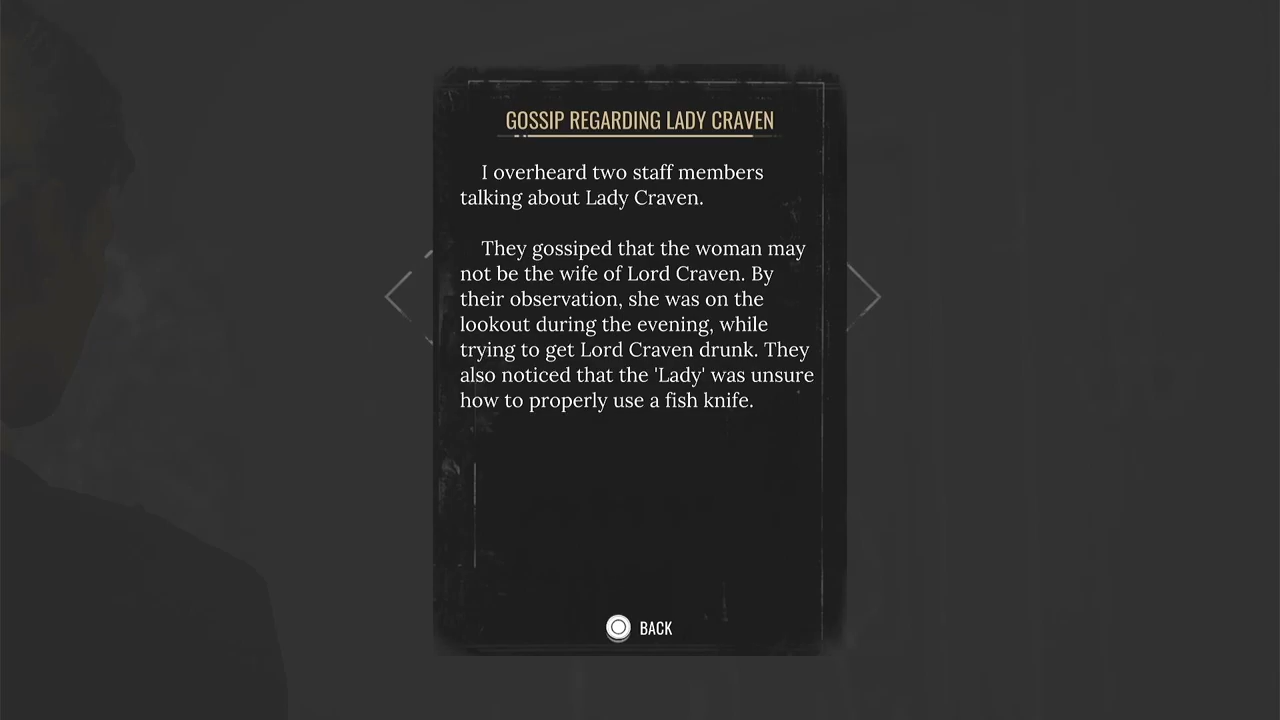 GOSSIP REGARDING LADY CRAVEN
I overheard two staff members
talking about Lady Craven.
They gossiped that the woman may
not be the wife of Lord Craven. By
their observation, she was on the
lookout during the evening, while
trying to get Lord Craven drunk. They
also noticed that the 'Lady' was unsure
how to properly use a fish knife.
BACK